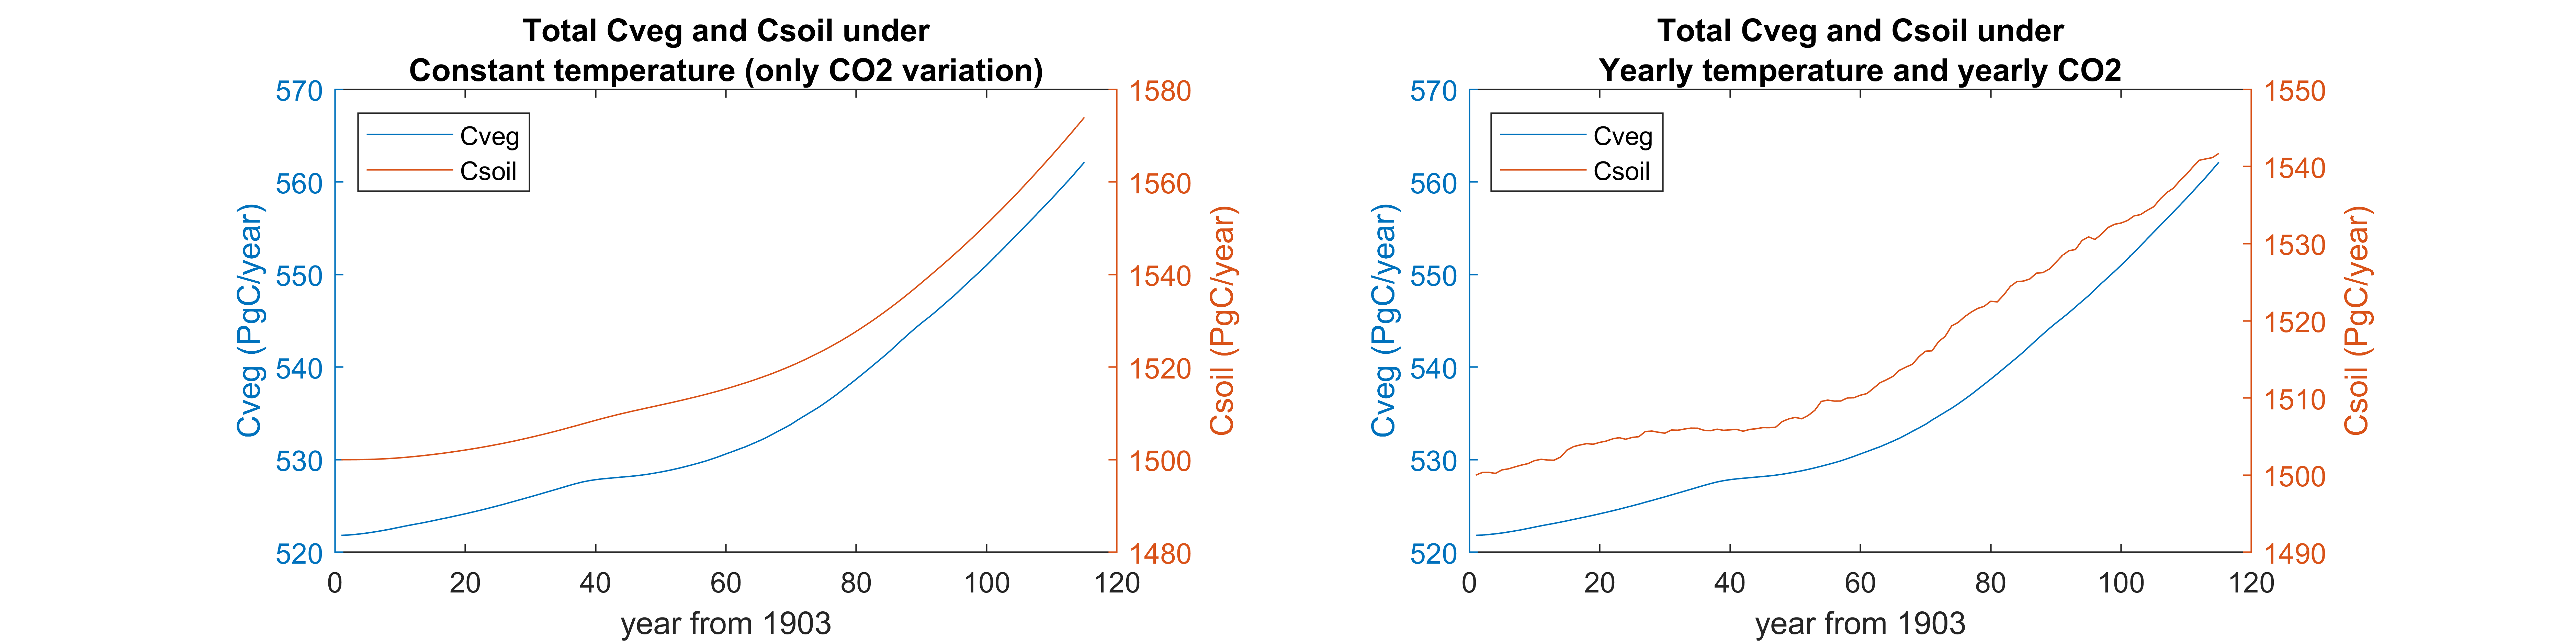 Total Cveg and Csoil under
Constant temperature (only CO2 variation)
570
560
550
540
530
520
Cveg (PgC/year)
Cveg
Csoil
1580
1560
1540
1520
1500
1480
Csoil (PgC/year)
0 20 40 60 80 100 120
year from 1903
Total Cveg and Csoil under
Yearly temperature and yearly CO2
570
560
550
540
530
520
Cveg (PgC/year)
Cveg
Csoil
1550
1540
1530
1520
1510
1500
1490
Csoil (PgC/year)
0 20 40 60 80 100 120
year from 1903